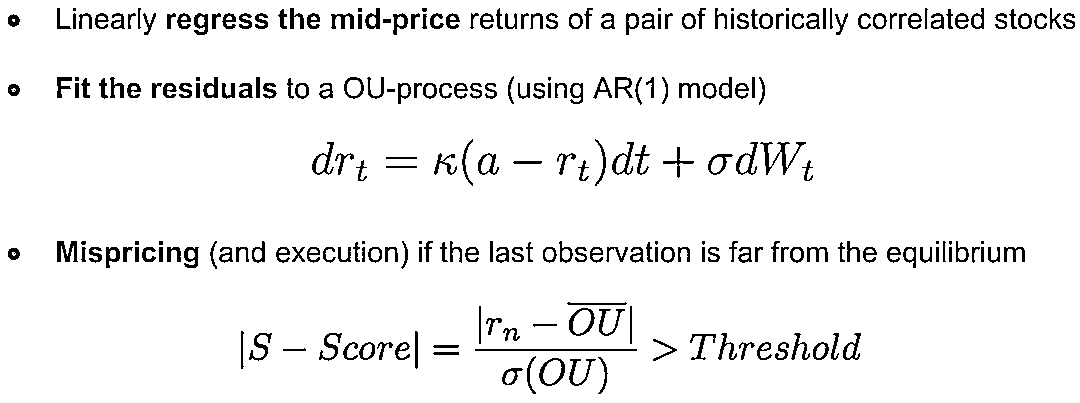 • Linearly regress the mid-price returns of a pair of historically correlated stocks
• Fit the residuals to a OU-process (using AR(1) model)
$dr_t = \kappa(a - r_t)dt + \sigma dW_t$
• Mispricing (and execution) if the last observation is far from the equilibrium
$|S - Score| = \frac{|r_n - \overline{OU}|}{\sigma(OU)} > Threshold$